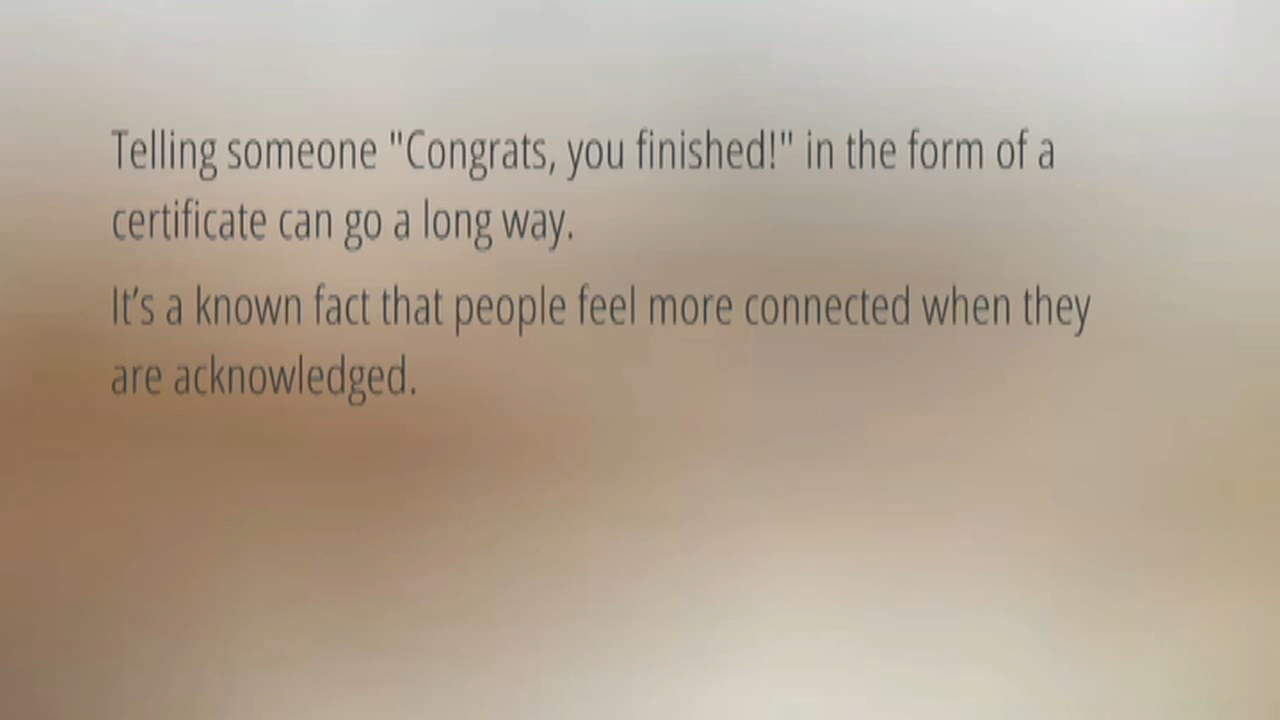 Telling someone "Congrats, you finished!" in the form of a
certificate can go a long way.
It’s a known fact that people feel more connected when they
are acknowledged.